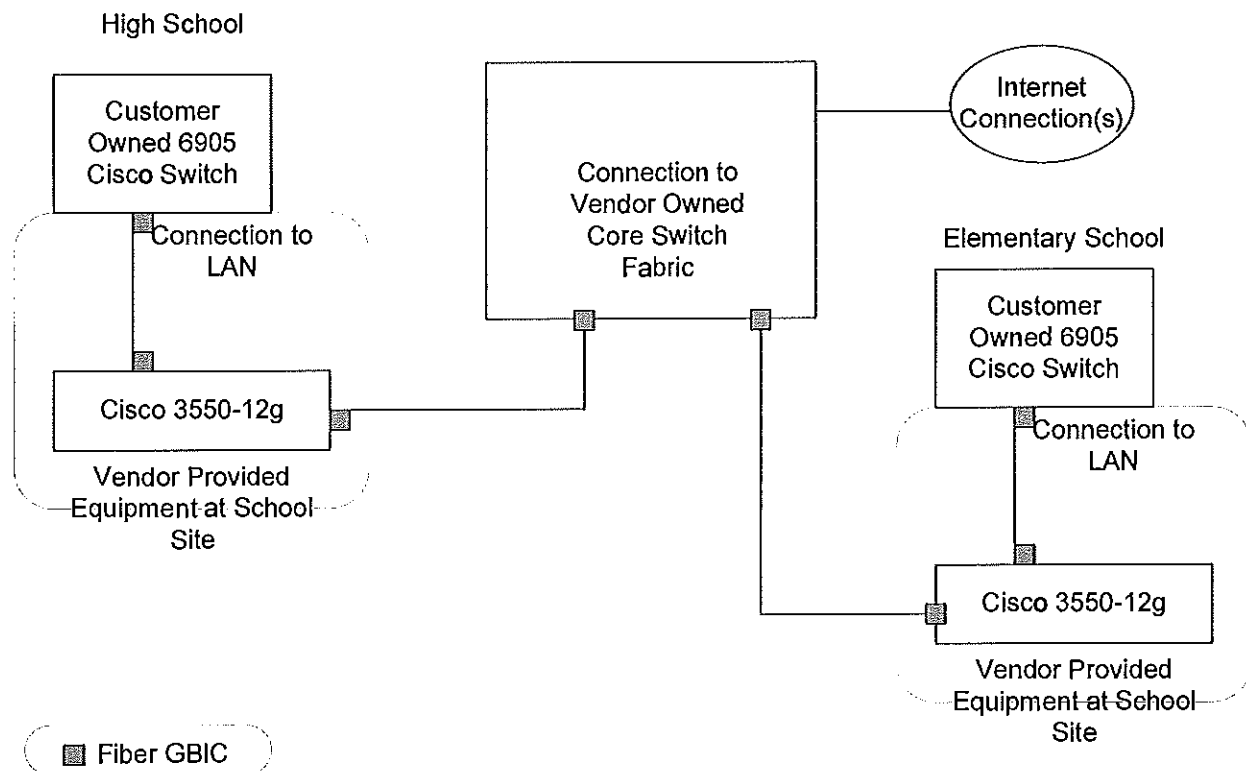 High School
Customer
Owned 6905
Cisco Switch
Connection to
LAN
Cisco 3550-12g
Vendor Provided
Equipment at School
Site
Connection to
Vendor Owned
Core Switch
Fabric
Internet
Connection(s)
Elementary School
Customer
Owned 6905
Cisco Switch
Connection to
LAN
Cisco 3550-12g
Vendor Provided
Equipment at School
Site
Fiber GBIC